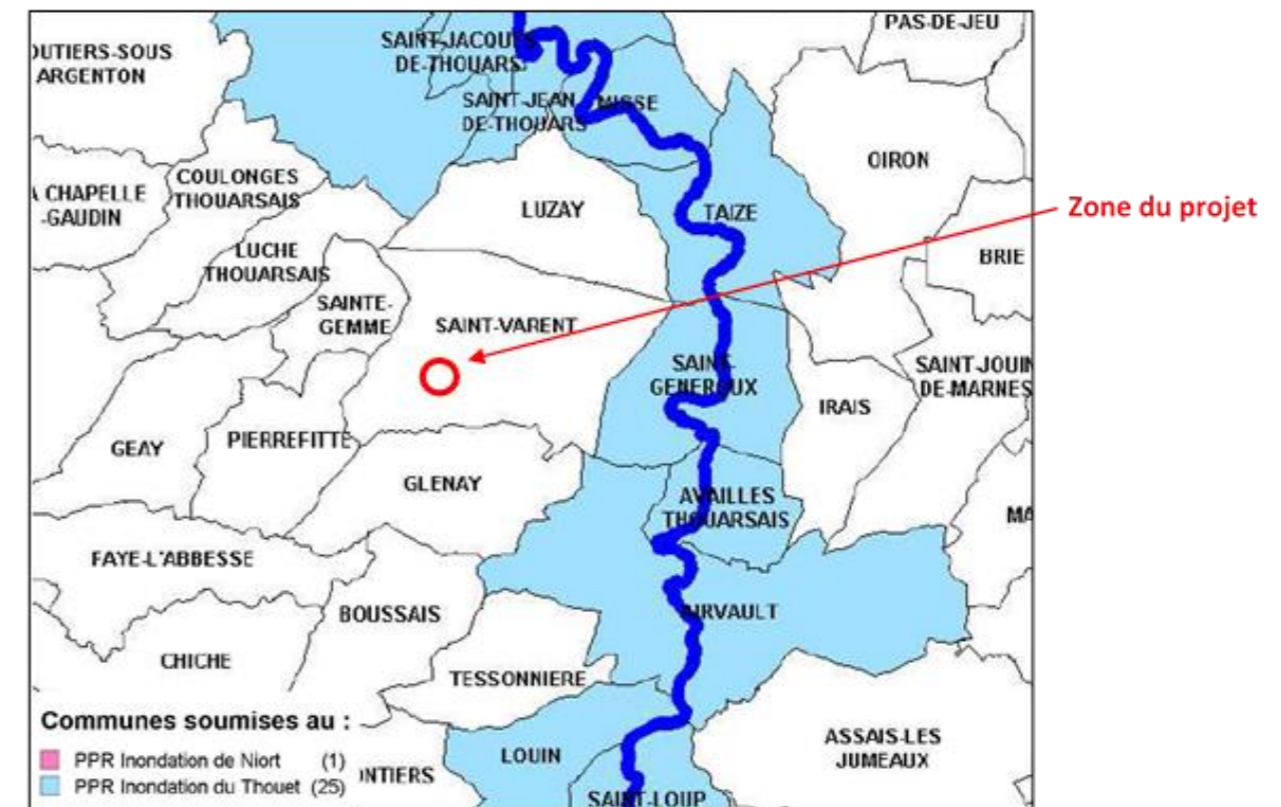 PAS-DE-JEU
SAINT-JACQUES
DE-THOUARS
OUTIERS-SOUS
ARGENTON
SAINT-JEAN
DE-THOUARS
MISSE
OIRON
COULONGES
THOUARSAIS
A CHAPELLE
-GAUDIN
LUZAY
TAIZE
Zone du projet
LUCHE
THOUARSAIS
BRIE
SAINTE-
GEMME
SAINT-VARENT
SAINT-
GENEROUX
SAINT JOUIN
DE-MARNES
IRAIS
GEAY
PIERREFITTE
GLENAY
AVAILLES
THOUARSAIS
MA
FAYE-L'ABBESSE
BOUSSAIS
AIRVAULT
CHICHE
TESSONNIERE
Communes soumises au :
PPR Inondation de Niort (1)
PPR Inondation du Thouet (25)
LOUIN
ASSAIS-LES
JUMEAUX
ONTIERS
SAINT-LOUP